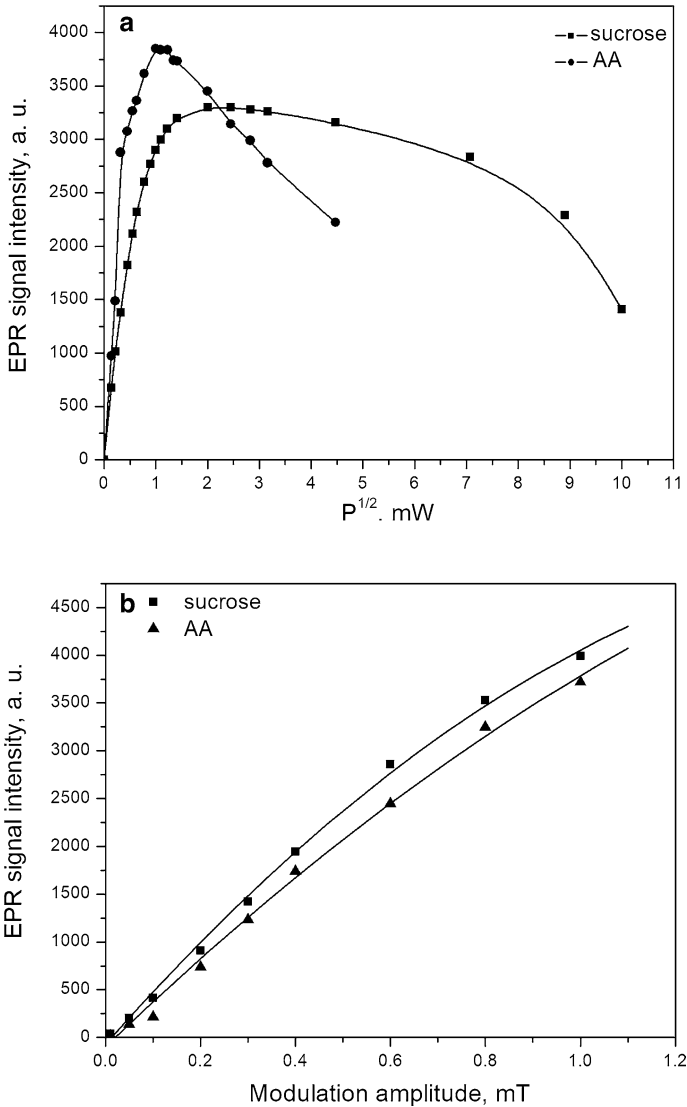 a
sucrose
AA
4000
3500
3000
2500
2000
1500
1000
500
0
EPR signal intensity, a. u.
0 1 2 3 4 5 6 7 8 9 10 11
P1/2. mW
b
sucrose
AA
4500
4000
3500
3000
2500
2000
1500
1000
500
0
EPR signal intensity, a. u.
0.0 0.2 0.4 0.6 0.8 1.0 1.2
Modulation amplitude, mT